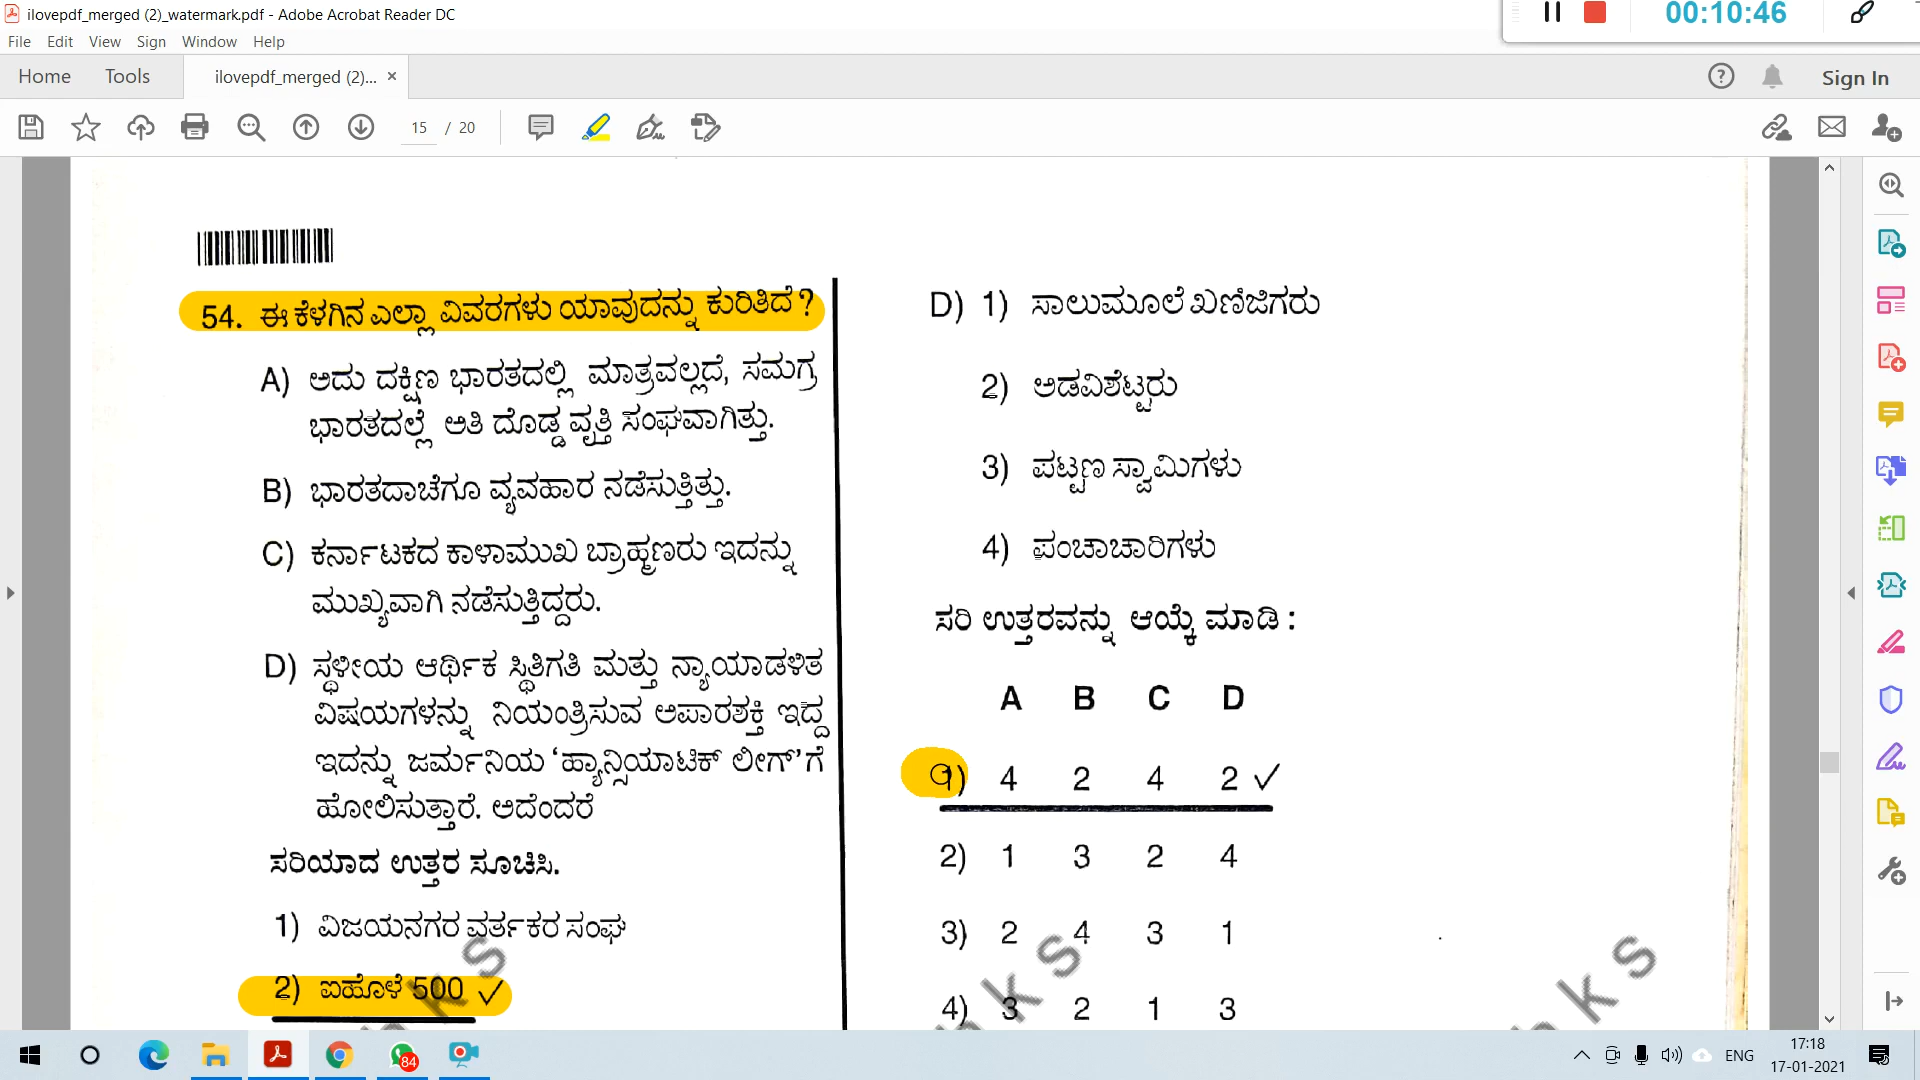 ilovepdf_merged (2)_watermark.pdf - Adobe Acrobat Reader DC
00:10:46
File Edit View Sign Window Help
Home Tools ilovepdf_merged (2)... × Sign In
15 / 20
54. ಈ ಕೆಳಗಿನ ಎಲ್ಲಾ ವಿವರಗಳು ಯಾವುದನ್ನು ಕುರಿತಿದೆ ?
A) ಅದು ದಕ್ಷಿಣ ಭಾರತದಲ್ಲಿ ಮಾತ್ರವಲ್ಲದೆ, ಸಮಗ್ರ
ಭಾರತದಲ್ಲೆ ಅತಿ ದೊಡ್ಡ ವೃತ್ತಿ ಸಂಘವಾಗಿತ್ತು.
B) ಭಾರತದಾಚೆಗೂ ವ್ಯವಹಾರ ನಡೆಸುತ್ತಿತ್ತು.
C) ಕರ್ನಾಟಕದ ಕಾಳಾಮುಖ ಬ್ರಾಹ್ಮಣರು ಇದನ್ನು
ಮುಖ್ಯವಾಗಿ ನಡೆಸುತ್ತಿದ್ದರು.
D) ಸ್ಥಳೀಯ ಆರ್ಥಿಕ ಸ್ಥಿತಿಗತಿ ಮತ್ತು ನ್ಯಾಯಾಡಳಿತ
ವಿಷಯಗಳನ್ನು ನಿಯಂತ್ರಿಸುವ ಅಪಾರಶಕ್ತಿ ಇದ್ದ
ಇದನ್ನು ಜರ್ಮನಿಯ ‘ಹ್ಯಾನ್ಸಿಯಾಟಿಕ್ ಲೀಗ್’ಗೆ
ಹೋಲಿಸುತ್ತಾರೆ. ಅದೆಂದರೆ
ಸರಿಯಾದ ಉತ್ತರ ಸೂಚಿಸಿ.
1) ವಿಜಯನಗರ ವರ್ತಕರ ಸಂಘ
2) ಐಹೊಳೆ 500 ✓
D) 1) ಸಾಲುಮೂಲೆ ಖಣಿಜಿಗರು
2) ಅಡವಿಶೆಟ್ಟರು
3) ಪಟ್ಟಣ ಸ್ವಾಮಿಗಳು
4) ಪಂಚಾಚಾರಿಗಳು
ಸರಿ ಉತ್ತರವನ್ನು ಆಯ್ಕೆ ಮಾಡಿ :
A B C D
1) 4 2 4 2 ✓
2) 1 3 2 4
3) 2 4 3 1
4) 3 2 1 3
84
ENG
17:18
17-01-2021